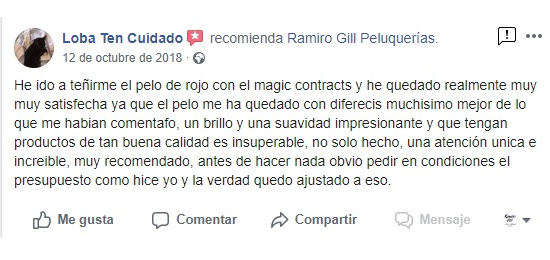 Loba Ten Cuidado recomienda Ramiro Gill Peluquerías.
12 de octubre de 2018 ·
He ido a teñirme el pelo de rojo con el magic contracts y he quedado realmente muy
muy satisfecha ya que el pelo me ha quedado con diferecis muchisimo mejor de lo
que me habian comentafo, un brillo y una suavidad impresionante y que tengan
productos de tan buena calidad es insuperable, no solo hecho, una atención unica e
increible, muy recomendado, antes de hacer nada obvio pedir en condiciones el
presupuesto como hice yo y la verdad quedo ajustado a eso.
Me gusta Comentar Compartir Mensaje